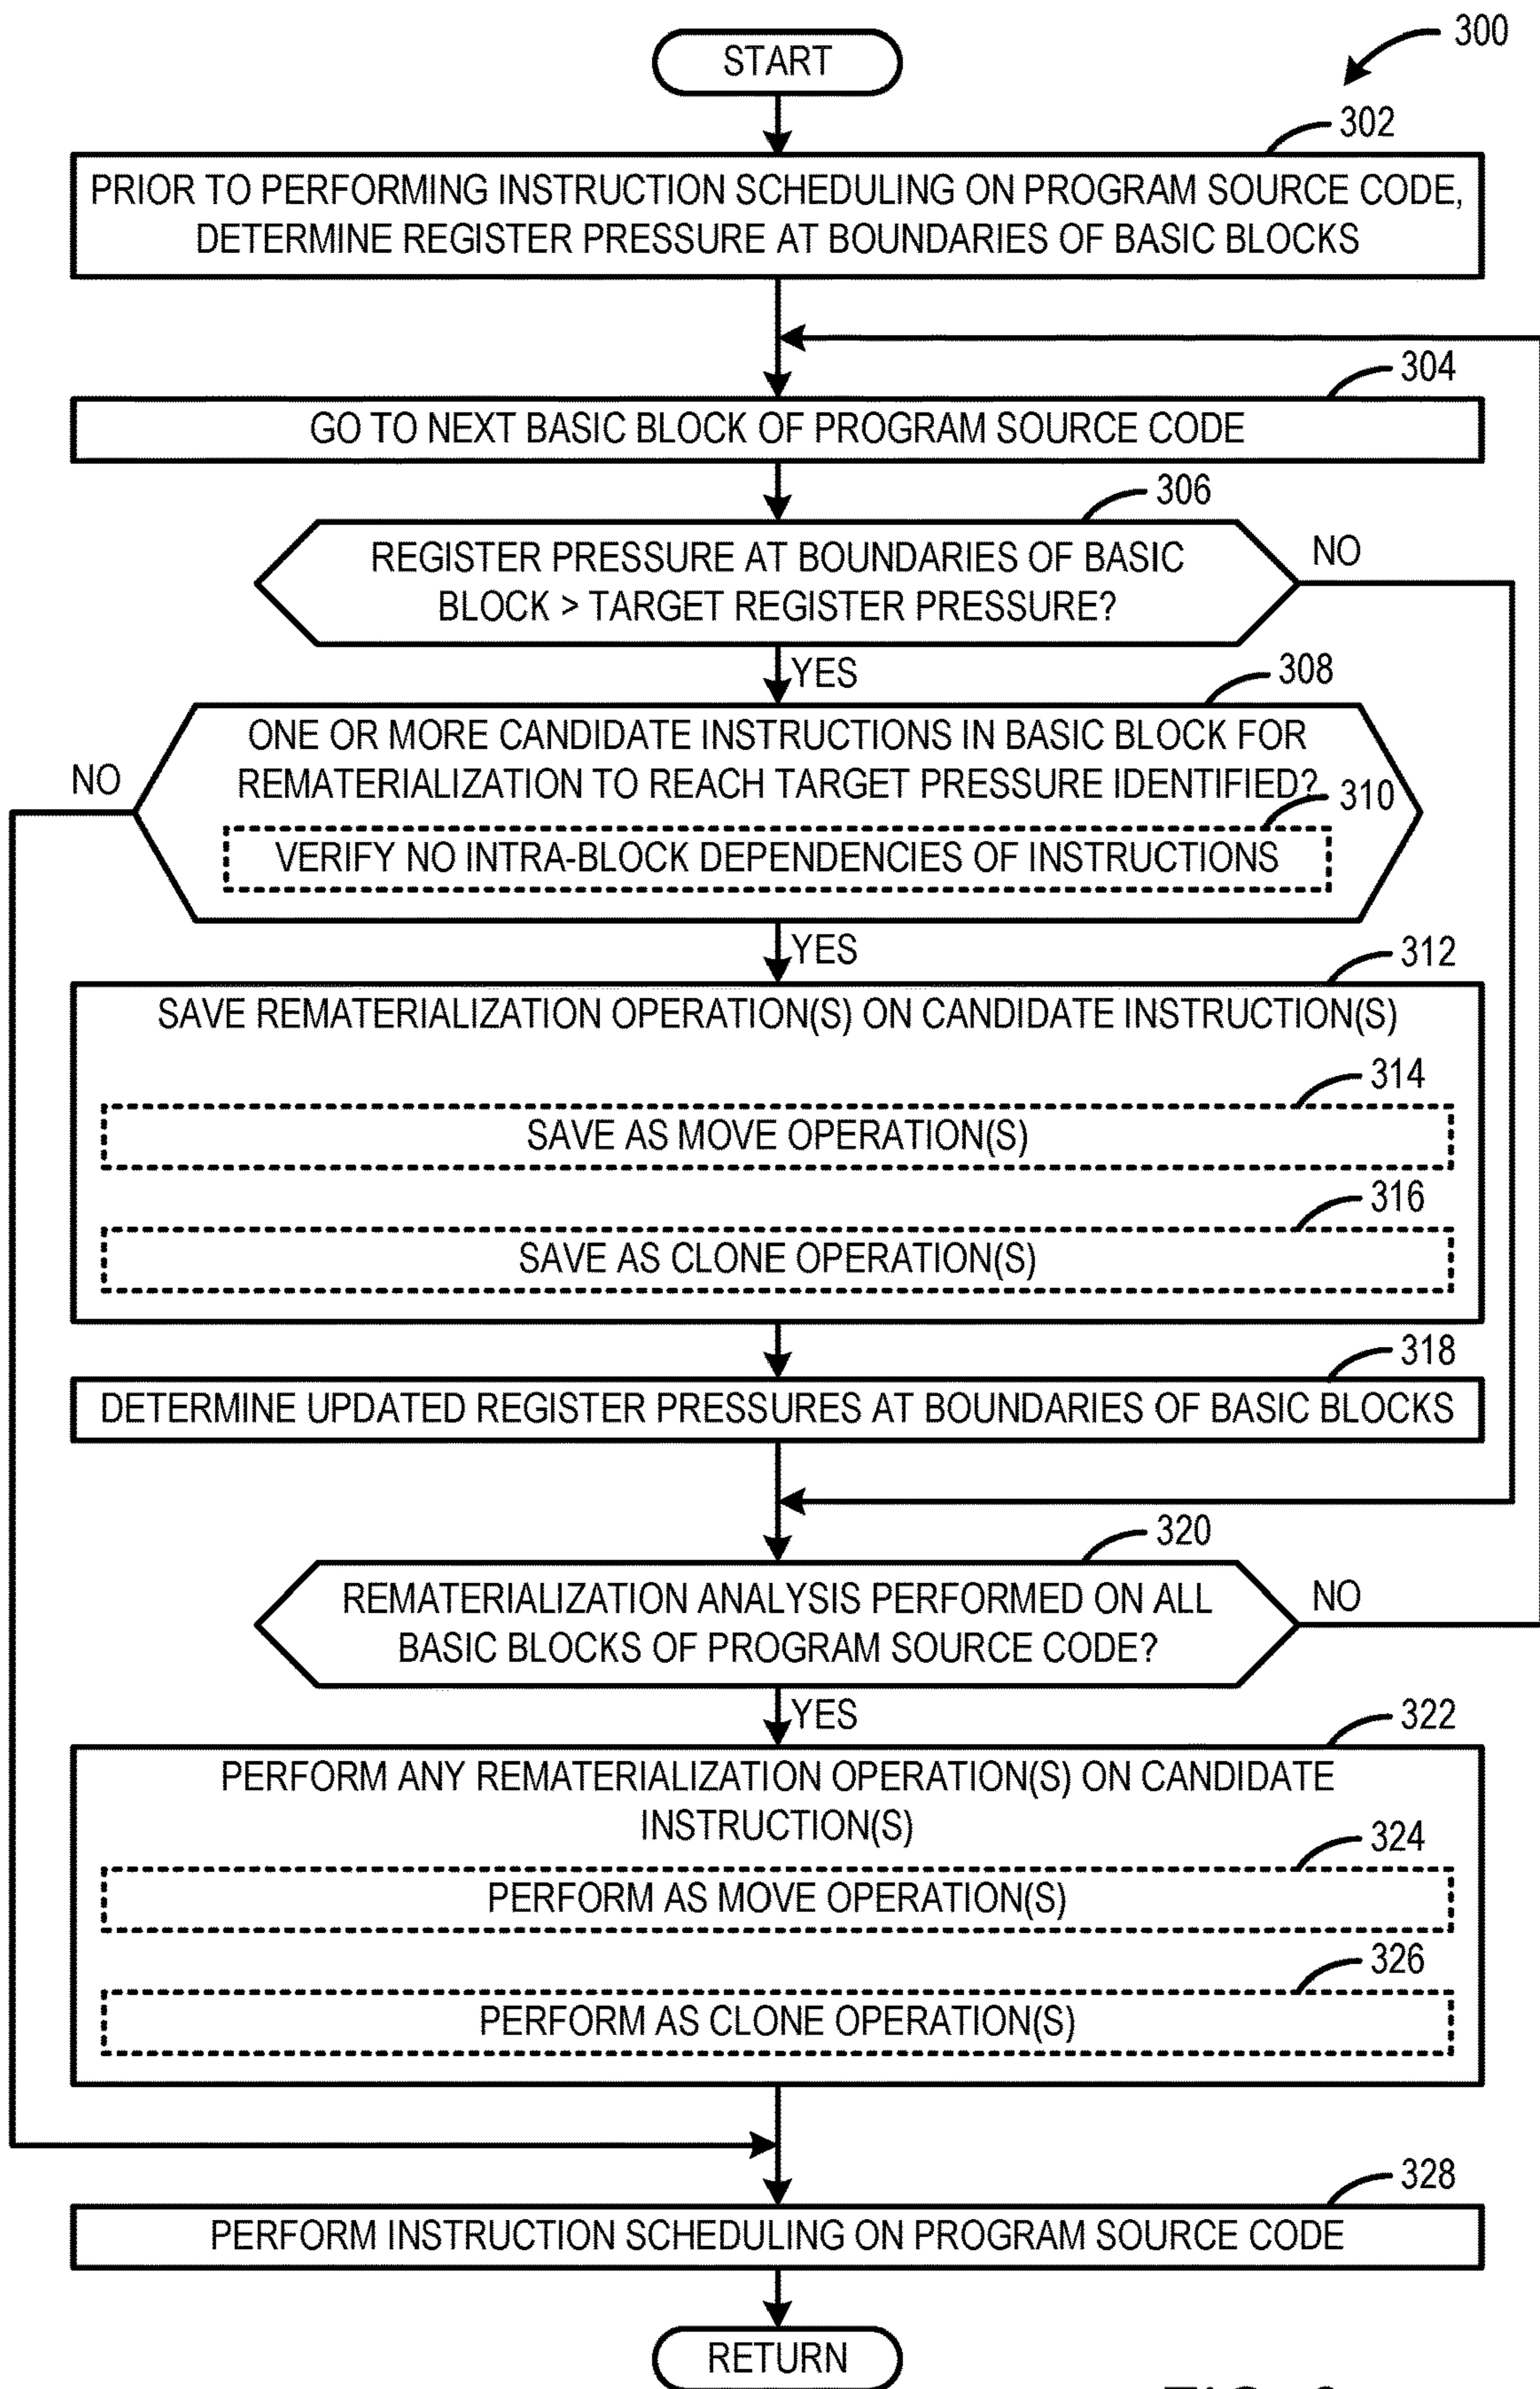 START
300
302
PRIOR TO PERFORMING INSTRUCTION SCHEDULING ON PROGRAM SOURCE CODE,
DETERMINE REGISTER PRESSURE AT BOUNDARIES OF BASIC BLOCKS
304
GO TO NEXT BASIC BLOCK OF PROGRAM SOURCE CODE
306
REGISTER PRESSURE AT BOUNDARIES OF BASIC
BLOCK > TARGET REGISTER PRESSURE?
NO
YES
308
ONE OR MORE CANDIDATE INSTRUCTIONS IN BASIC BLOCK FOR
REMATERIALIZATION TO REACH TARGET PRESSURE IDENTIFIED?
NO
310
VERIFY NO INTRA-BLOCK DEPENDENCIES OF INSTRUCTIONS
YES
312
SAVE REMATERIALIZATION OPERATION(S) ON CANDIDATE INSTRUCTION(S)
314
SAVE AS MOVE OPERATION(S)
316
SAVE AS CLONE OPERATION(S)
318
DETERMINE UPDATED REGISTER PRESSURES AT BOUNDARIES OF BASIC BLOCKS
320
REMATERIALIZATION ANALYSIS PERFORMED ON ALL
BASIC BLOCKS OF PROGRAM SOURCE CODE?
NO
YES
322
PERFORM ANY REMATERIALIZATION OPERATION(S) ON CANDIDATE
INSTRUCTION(S)
324
PERFORM AS MOVE OPERATION(S)
326
PERFORM AS CLONE OPERATION(S)
328
PERFORM INSTRUCTION SCHEDULING ON PROGRAM SOURCE CODE
RETURN